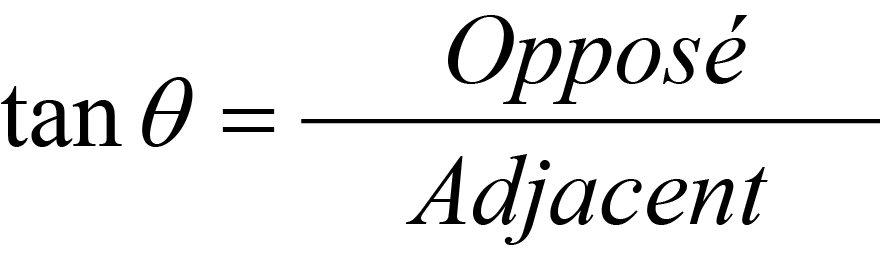 tan θ = Opposé
Adjacent